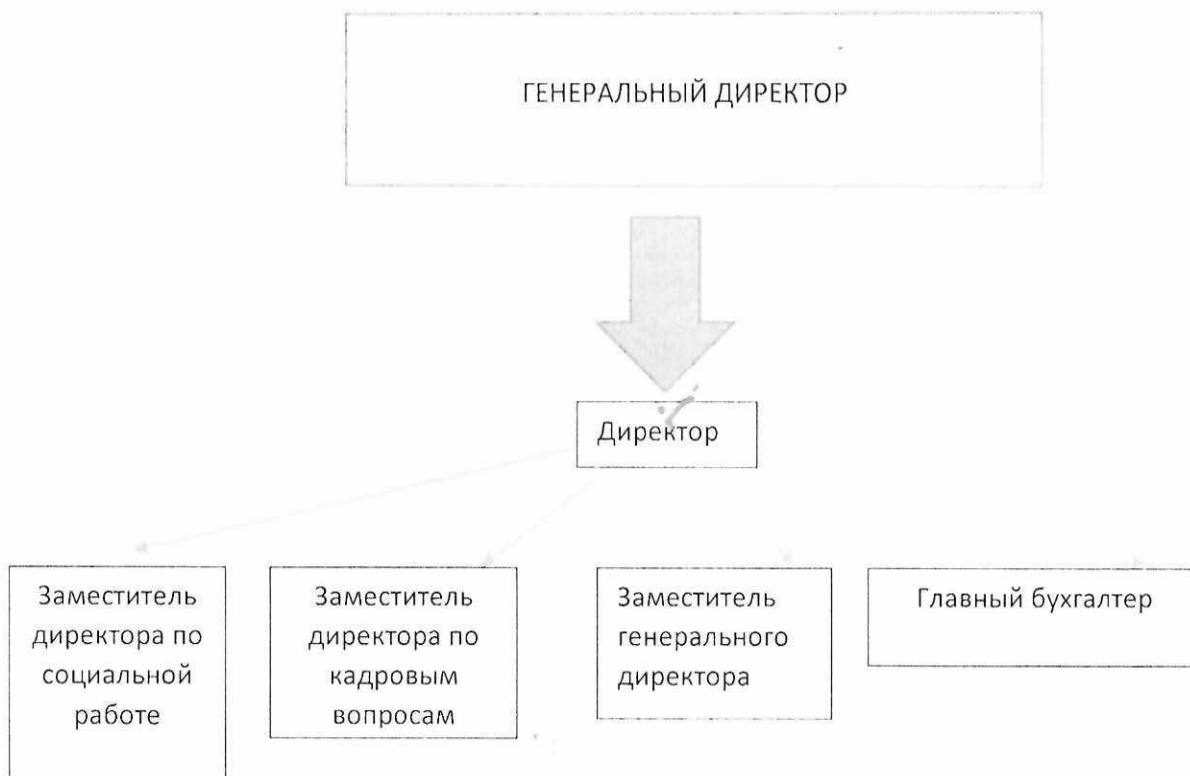 ГЕНЕРАЛЬНЫЙ ДИРЕКТОР
Директор
Заместитель
директора по
социальной
работе
Заместитель
директора по
кадровым
вопросам
Заместитель
генерального
директора
Главный бухгалтер